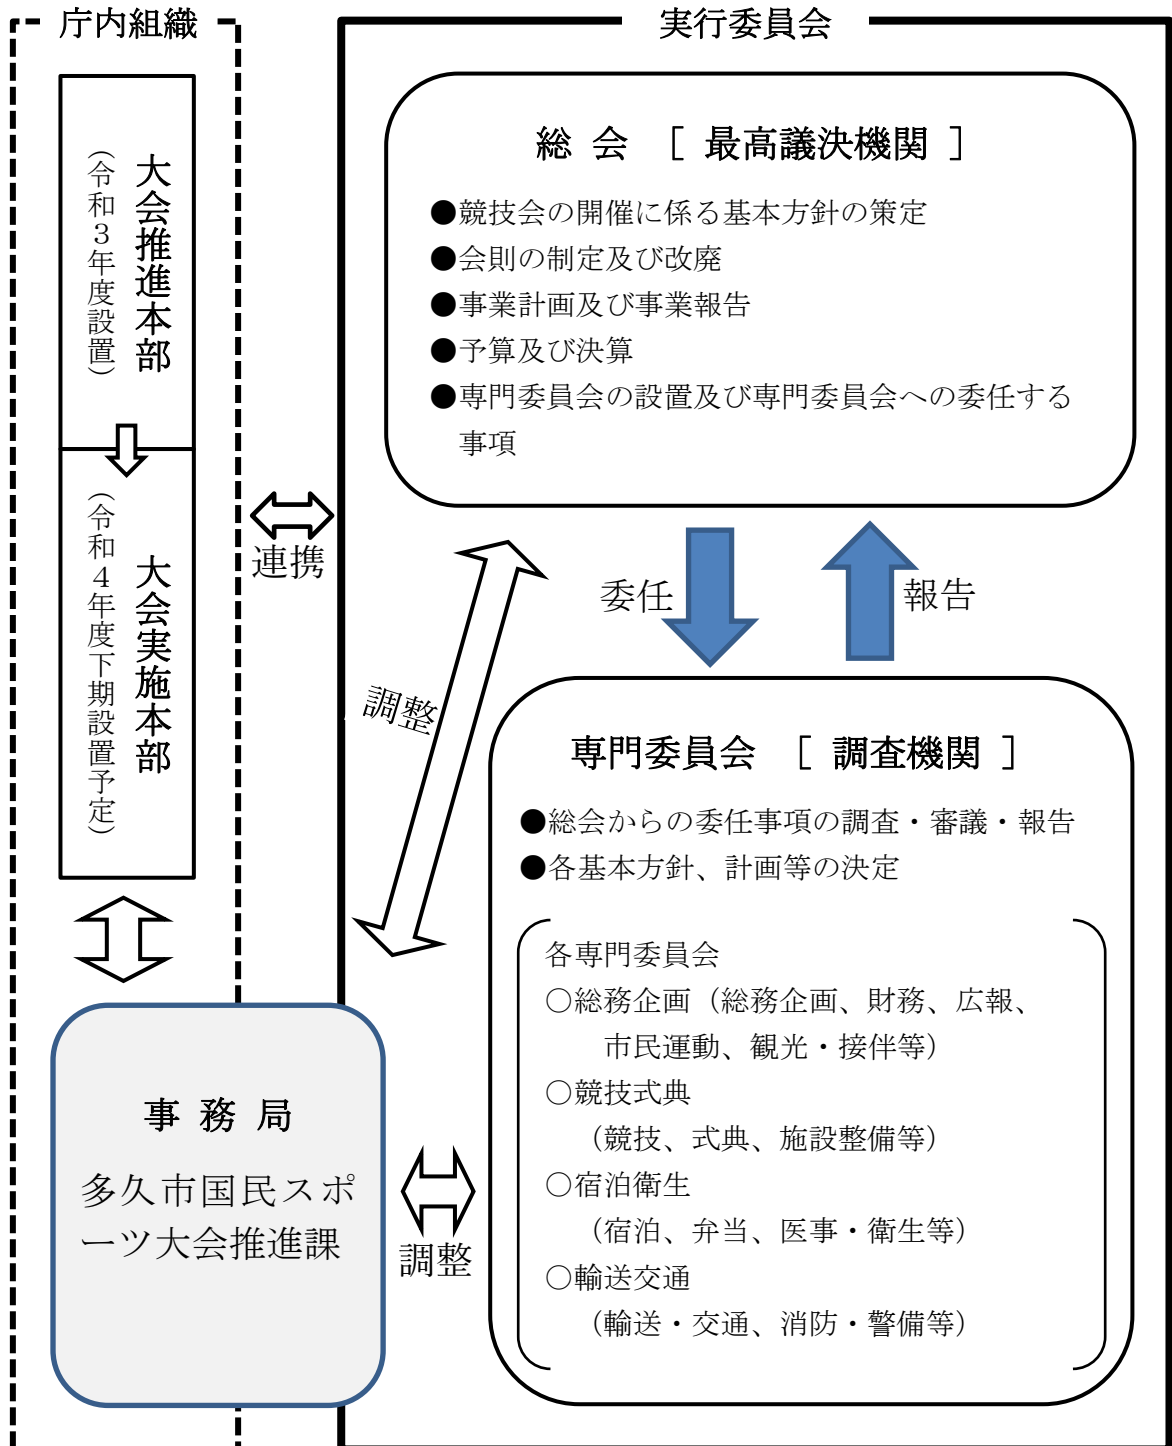 庁内組織
大会推進本部
（令和３年度設置）
大会実施本部
（令和４年度下期設置予定）
連携
実行委員会
総 会 ［ 最高議決機関 ］
●競技会の開催に係る基本方針の策定
●会則の制定及び改廃
●事業計画及び事業報告
●予算及び決算
●専門委員会の設置及び専門委員会への委任する
事項
委任
報告
調整
専門委員会 ［ 調査機関 ］
●総会からの委任事項の調査・審議・報告
●各基本方針、計画等の決定
各専門委員会
○総務企画（総務企画、財務、広報、
市民運動、観光・接伴等）
○競技式典
（競技、式典、施設整備等）
○宿泊衛生
（宿泊、弁当、医事・衛生等）
○輸送交通
（輸送・交通、消防・警備等）
事 務 局
多久市国民スポ
ーツ大会推進課
調整